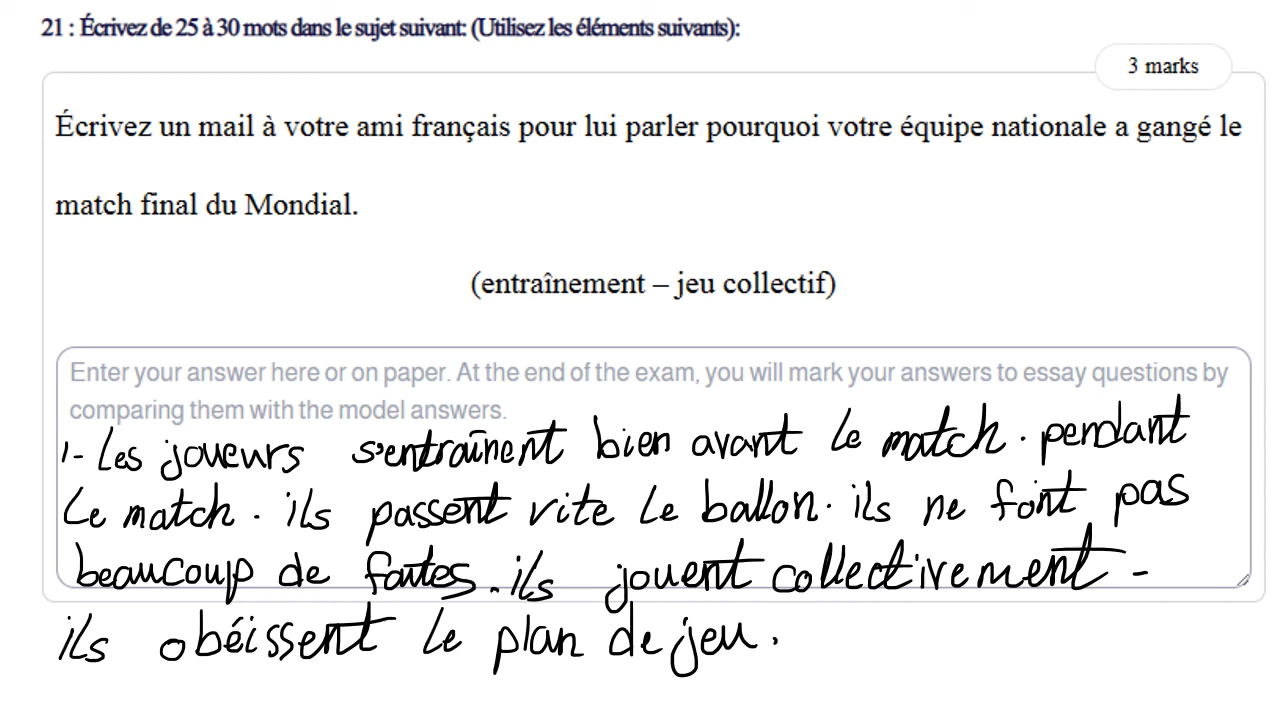 21 : Écrivez de 25 à 30 mots dans le sujet suivant: (Utilisez les éléments suivants):
3 marks
Écrivez un mail à votre ami français pour lui parler pourquoi votre équipe nationale a gangé le
match final du Mondial.
(entraînement – jeu collectif)
Enter your answer here or on paper. At the end of the exam, you will mark your answers to essay questions by
comparing them with the model answers.
1- Les joueurs s'entraînent bien avant le match. pendant
le match. ils passent vite le ballon. ils ne font pas
beaucoup de fautes. ils jouent collectivement -
ils obéissent le plan de jeu.